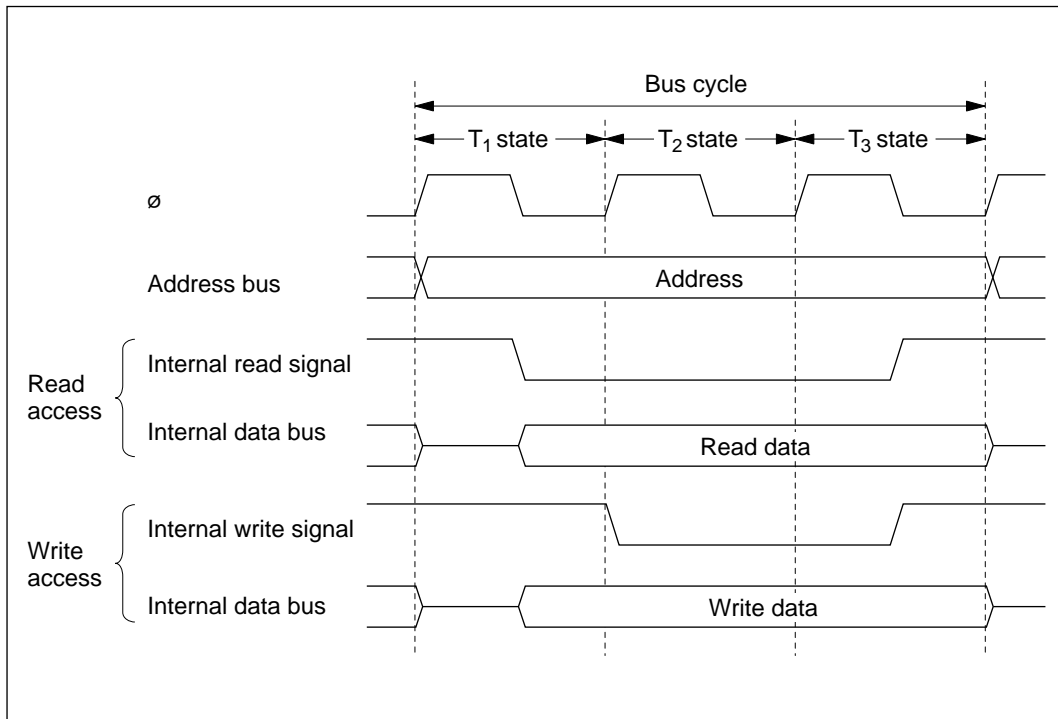 Bus cycle
T1 state T2 state T3 state
ø
Address bus Address
Read
access
Internal read signal
Internal data bus Read data
Write
access
Internal write signal
Internal data bus Write data